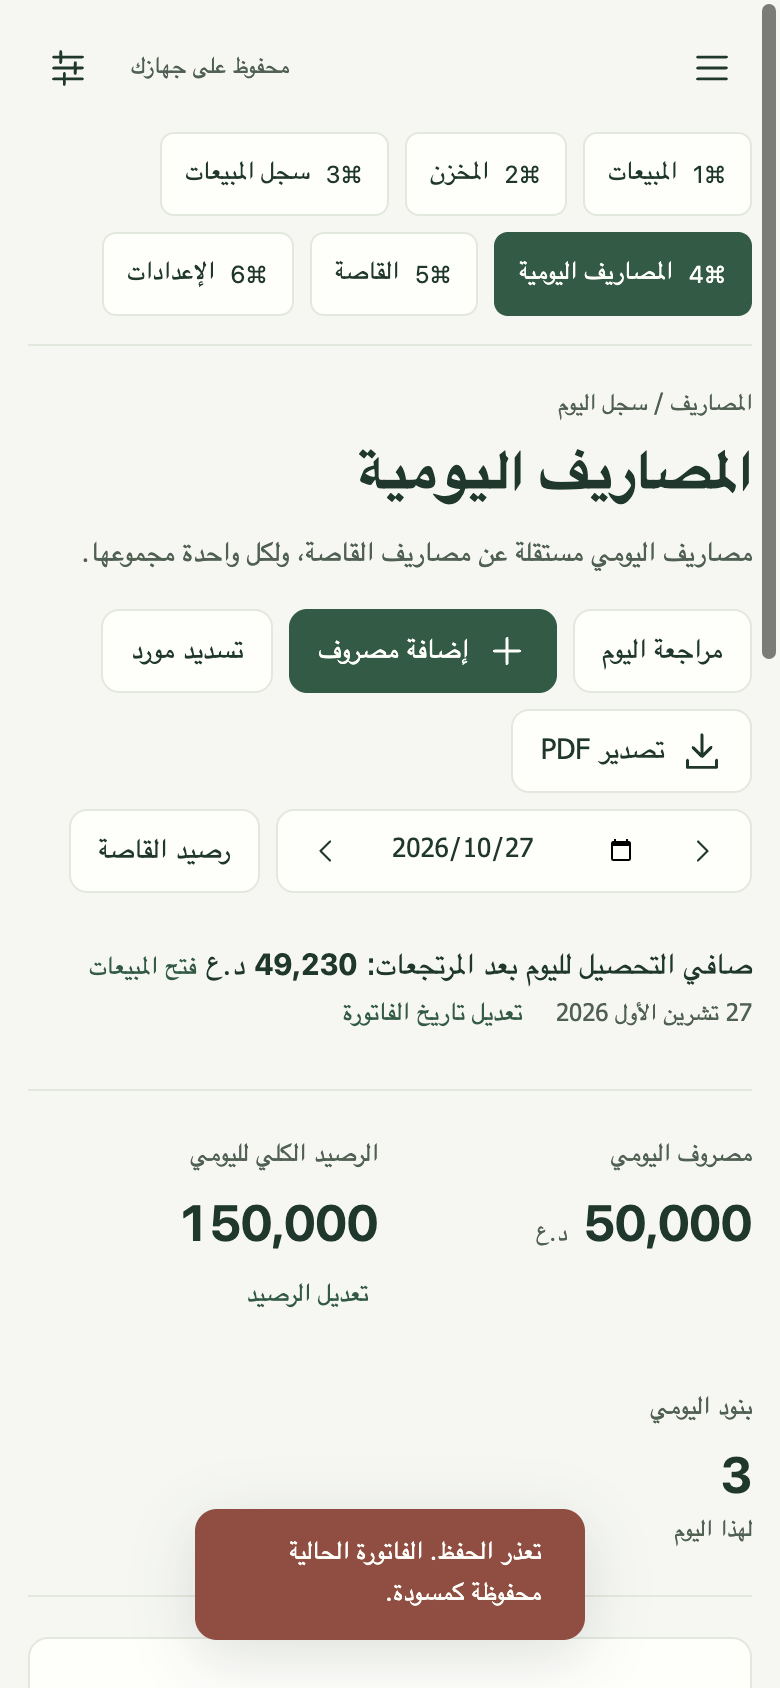 محفوظ على جهازك
⌘1 المبيعات
⌘2 المخزن
⌘3 سجل المبيعات
⌘4 المصاريف اليومية
⌘5 القاصة
⌘6 الإعدادات
المصاريف / سجل اليوم
المصاريف اليومية
مصاريف اليومي مستقلة عن مصاريف القاصة، ولكل واحدة مجموعها.
مراجعة اليوم
إضافة مصروف
تسديد مورد
تصدير PDF
2026/10/27
رصيد القاصة
صافي التحصيل لليوم بعد المرتجعات: 49,230 د.ع فتح المبيعات
27 تشرين الأول 2026 تعديل تاريخ الفاتورة
مصروف اليومي
50,000 د.ع
الرصيد الكلي لليومي
150,000
تعديل الرصيد
بنود اليومي
3
لهذا اليوم
تعذر الحفظ. الفاتورة الحالية
محفوظة كمسودة.